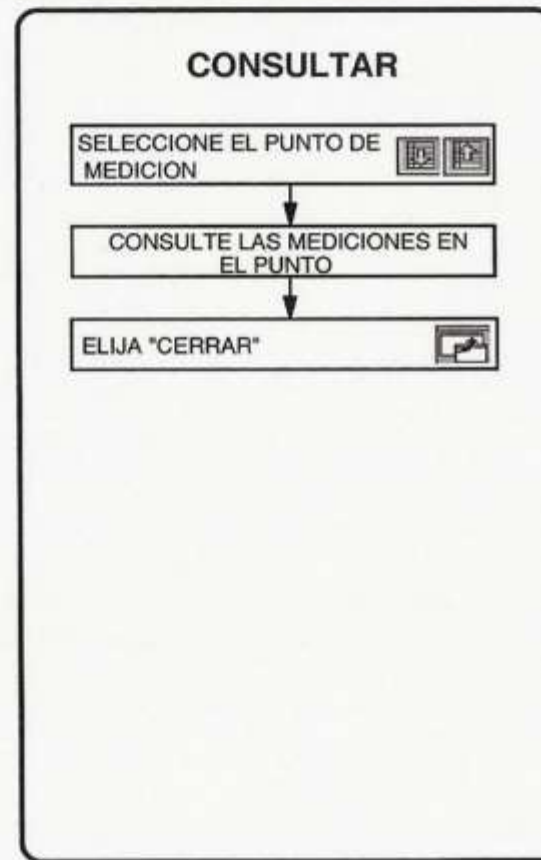 CONSULTAR
SELECCIONE EL PUNTO DE
MEDICION
CONSULTE LAS MEDICIONES EN
EL PUNTO
ELIJA "CERRAR"